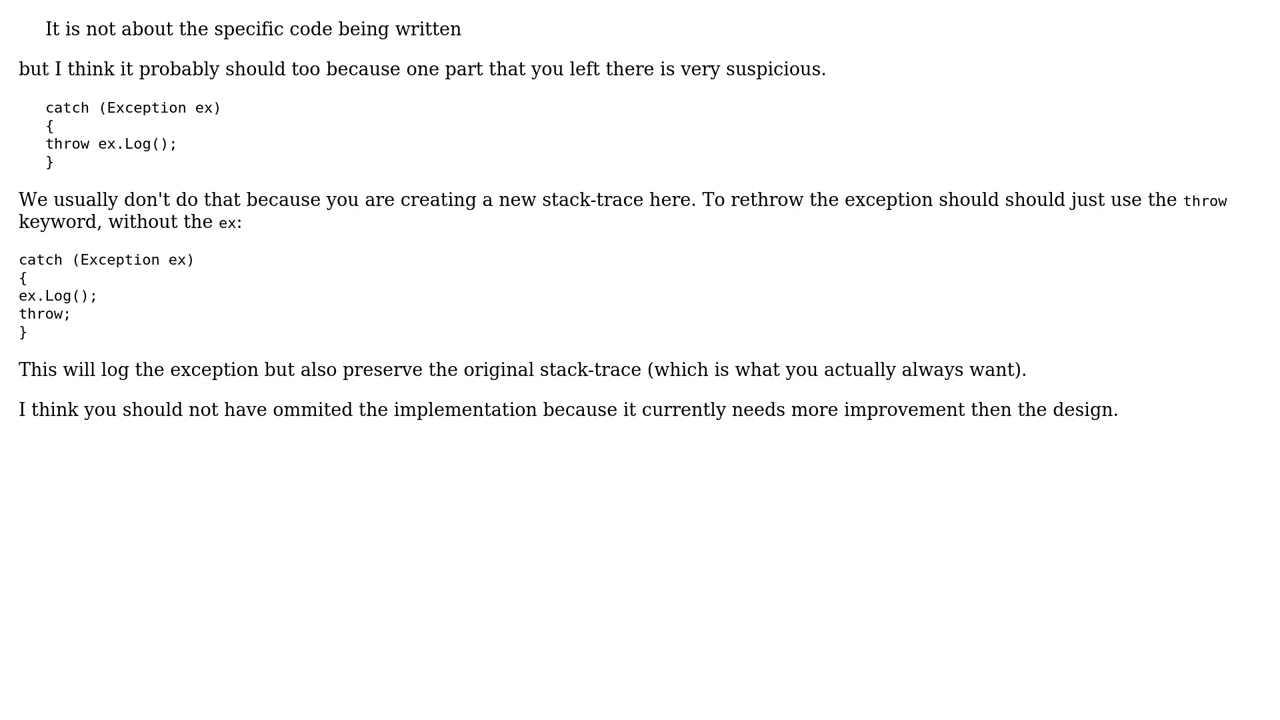 It is not about the specific code being written
but I think it probably should too because one part that you left there is very suspicious.
catch (Exception ex)
{
throw ex.Log();
}
We usually don't do that because you are creating a new stack-trace here. To rethrow the exception should should just use the throw
keyword, without the ex:
catch (Exception ex)
{
ex.Log();
throw;
}
This will log the exception but also preserve the original stack-trace (which is what you actually always want).
I think you should not have ommited the implementation because it currently needs more improvement then the design.